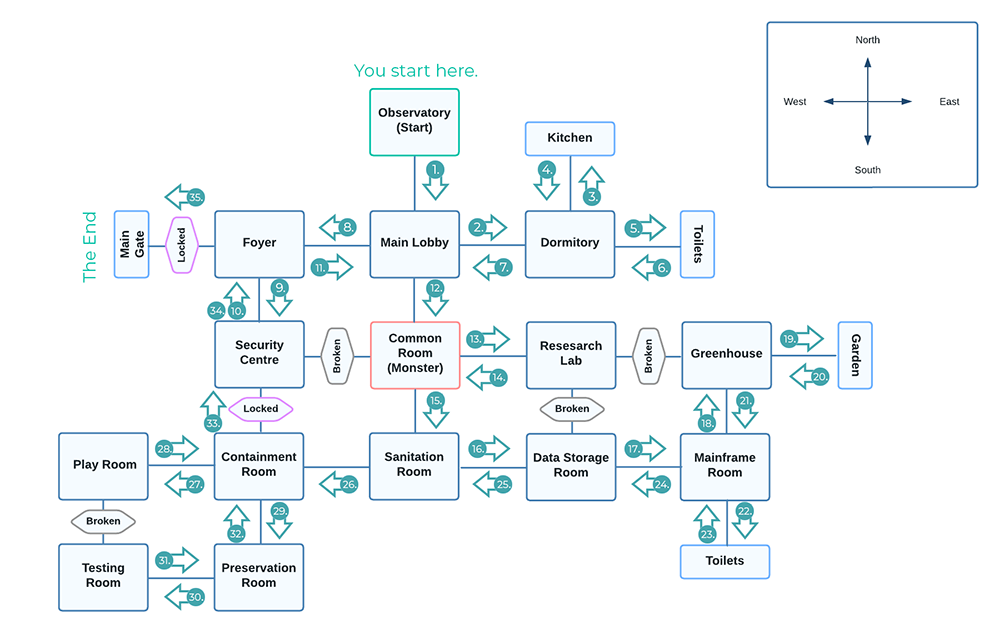 You start here.
Observatory
(Start)
North
West
East
South
Kitchen
1.
4.
3.
35.
The End
Main
Gate
Locked
Foyer
8.
Main Lobby
2.
Dormitory
5.
Toilets
11.
7.
6.
34.
10.
9.
12.
Security
Centre
Broken
Common
Room
(Monster)
13.
14.
Resesarch
Lab
Broken
Greenhouse
19.
20
Garden
33.
Locked
15.
Broken
18.
21.
Play Room
28.
27.
Containment
Room
26.
Sanitation
Room
16.
25.
Data Storage
Room
17.
24.
Mainframe
Room
Broken
32.
29.
23.
22.
Testing
Room
31.
30.
Preservation
Room
Toilets